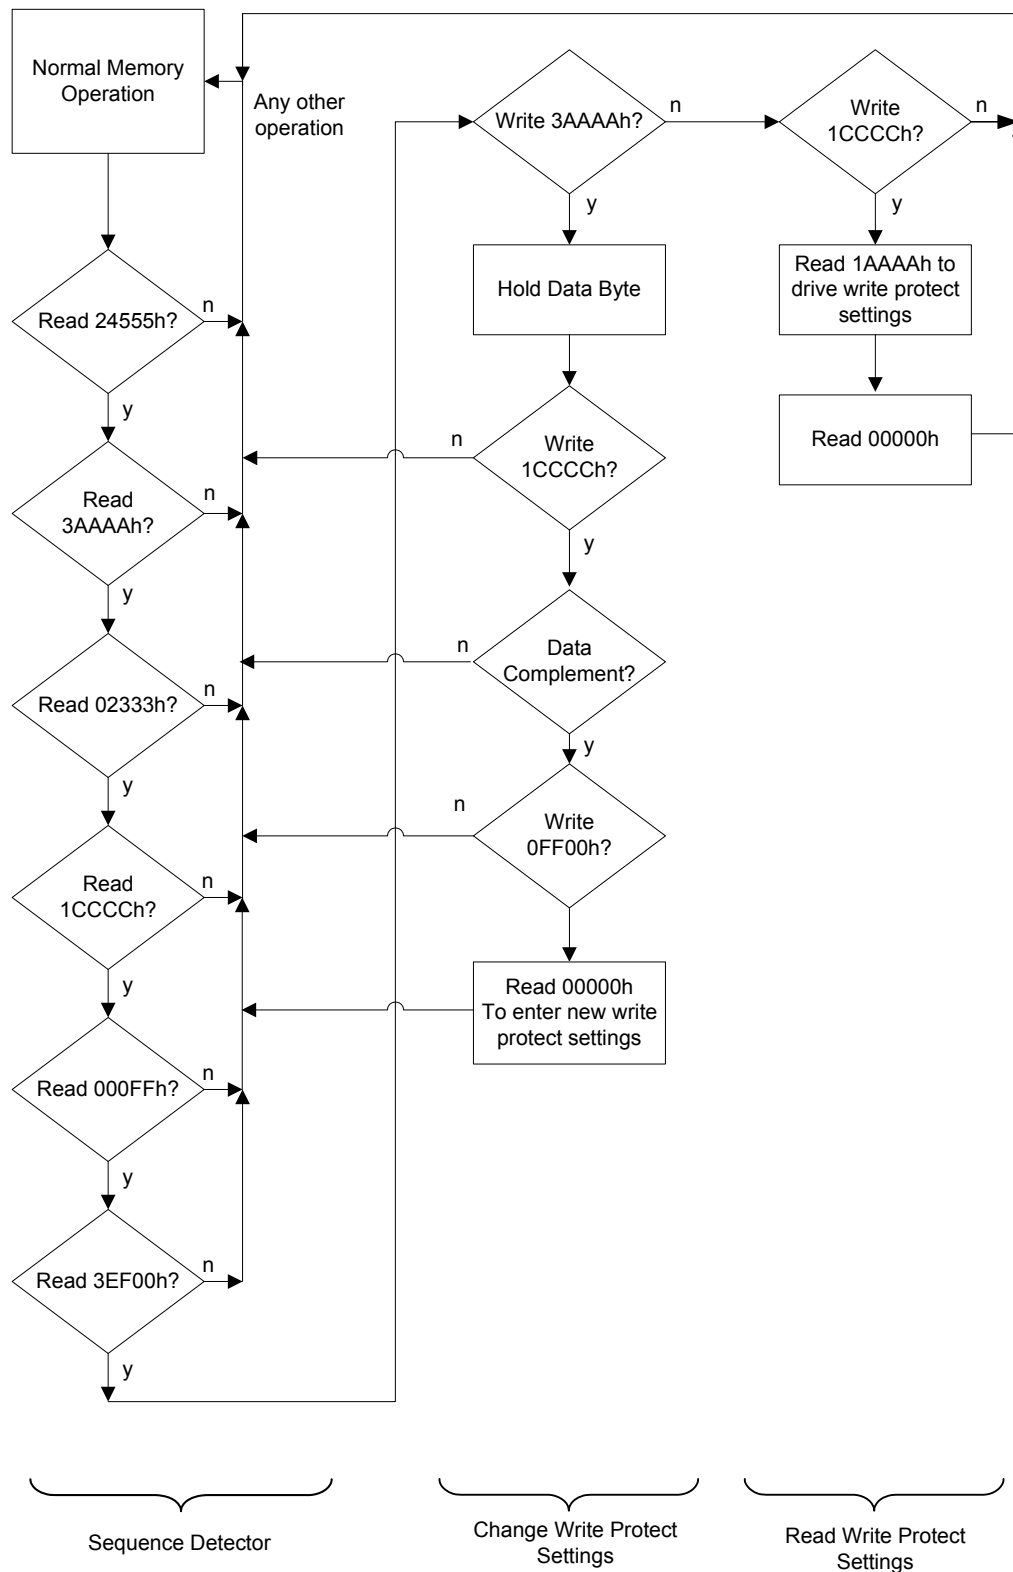 Normal Memory
Operation
Any other
operation
Read 24555h?
n
y
Read
3AAAAh?
n
y
Read 02333h?
n
y
Read
1CCCCh?
n
y
Read 000FFh?
n
y
Read 3EF00h?
n
y
Write 3AAAAh?
n
y
Hold Data Byte
Write
1CCCCh?
n
y
Data
Complement?
n
y
Write
0FF00h?
n
Read 00000h
To enter new write
protect settings
Write
1CCCCh?
n
y
Read 1AAAAh to
drive write protect
settings
Read 00000h
Sequence Detector
Change Write Protect
Settings
Read Write Protect
Settings